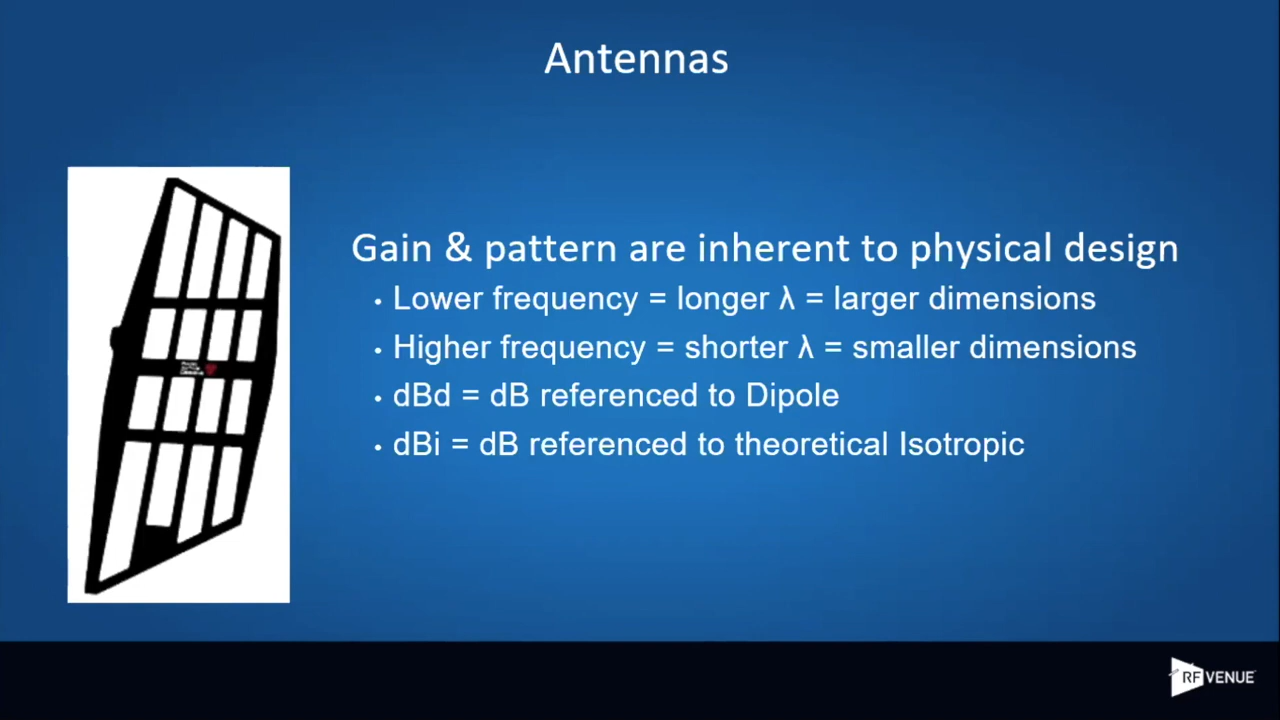 Antennas
Gain & pattern are inherent to physical design
• Lower frequency = longer λ = larger dimensions
• Higher frequency = shorter λ = smaller dimensions
• dBd = dB referenced to Dipole
• dBi = dB referenced to theoretical Isotropic
RF VENUE